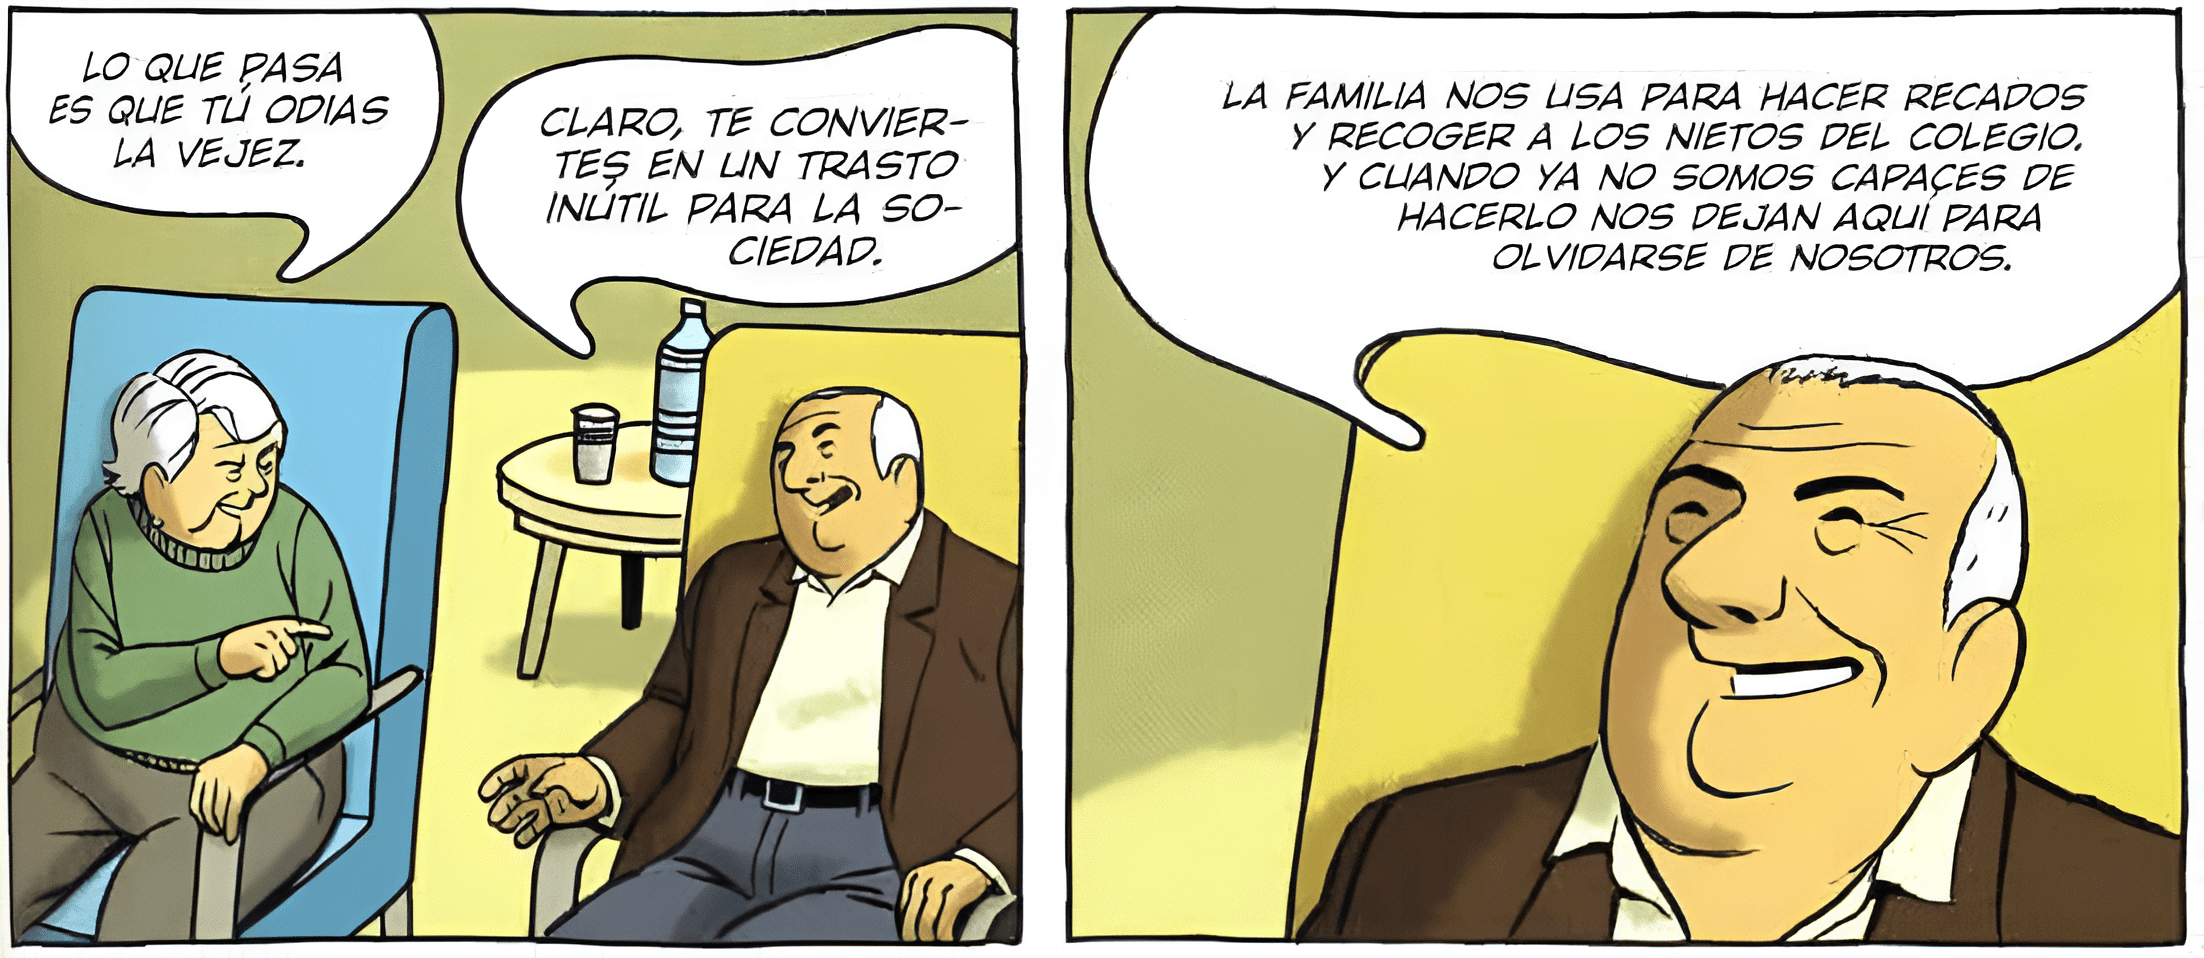 LO QUE PASA
ES QUE TÚ ODIAS
LA VEJEZ.
CLARO, TE CONVIER-
TES EN UN TRASTO
INÚTIL PARA LA SO-
CIEDAD.
LA FAMILIA NOS USA PARA HACER RECADOS
Y RECOGER A LOS NIETOS DEL COLEGIO.
Y CUANDO YA NO SOMOS CAPACES DE
HACERLO NOS DEJAN AQUÍ PARA
OLVIDARSE DE NOSOTROS.